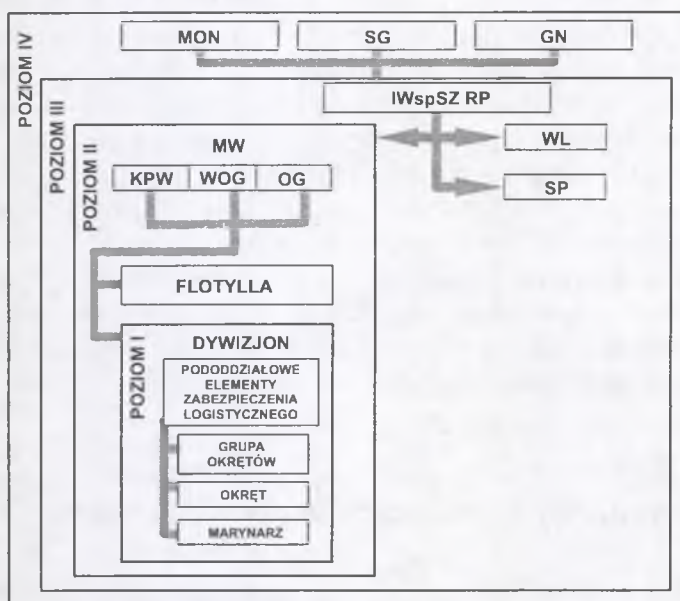 POZIOM IV
MON
SG
GN
POZIOM III
IWspSZ RP
WL
SP
POZIOM II
MW
KPW
WOG
OG
FLOTYLLA
POZIOM I
DYWIZJON
PODODDZIAŁOWE
ELEMENTY
ZABEZPIECZENIA
LOGISTYCZNEGO
GRUPA
OKRĘTÓW
OKRĘT
MARYNARZ